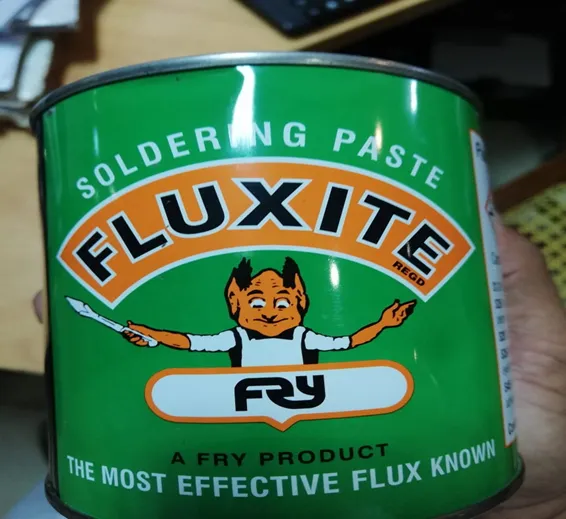 SOLDERING PASTE
FLUXITE
REGD
FRY
A FRY PRODUCT
THE MOST EFFECTIVE FLUX KNOWN